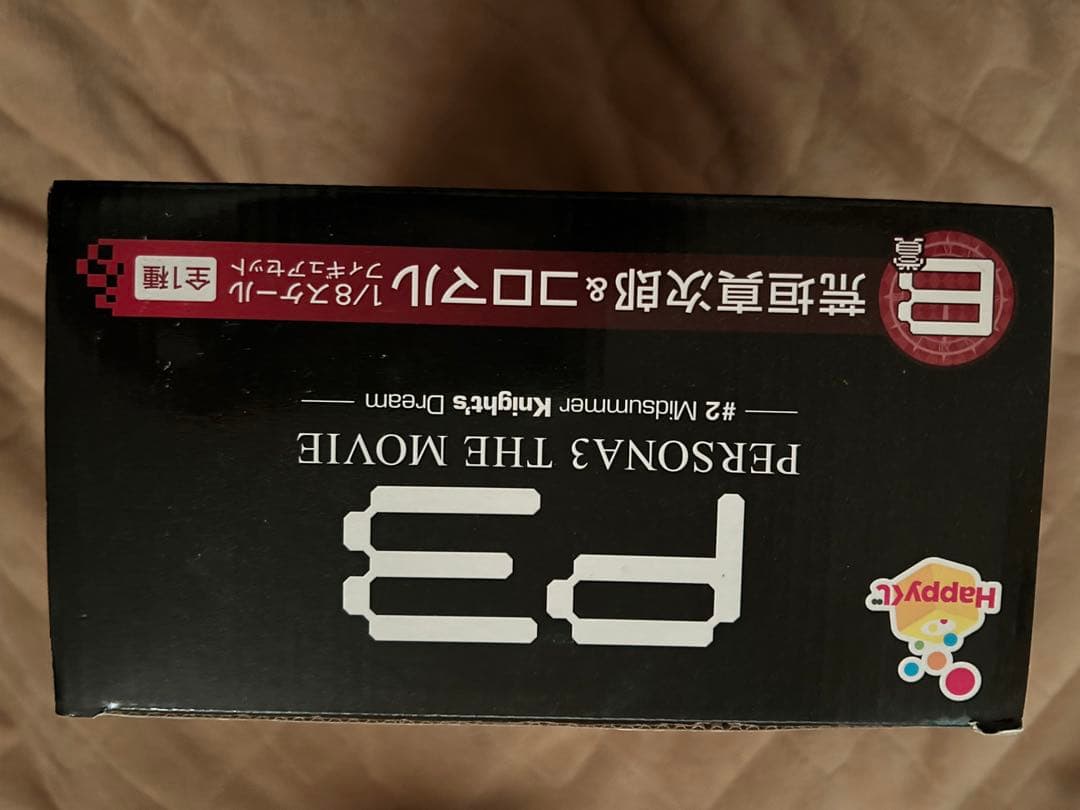 Happyくじ
P3
PERSONA3 THE MOVIE
#2 Midsummer Knight's Dream
B賞 荒垣真次郎&コロマル 1/8スケール
フィギュアセット
全1種